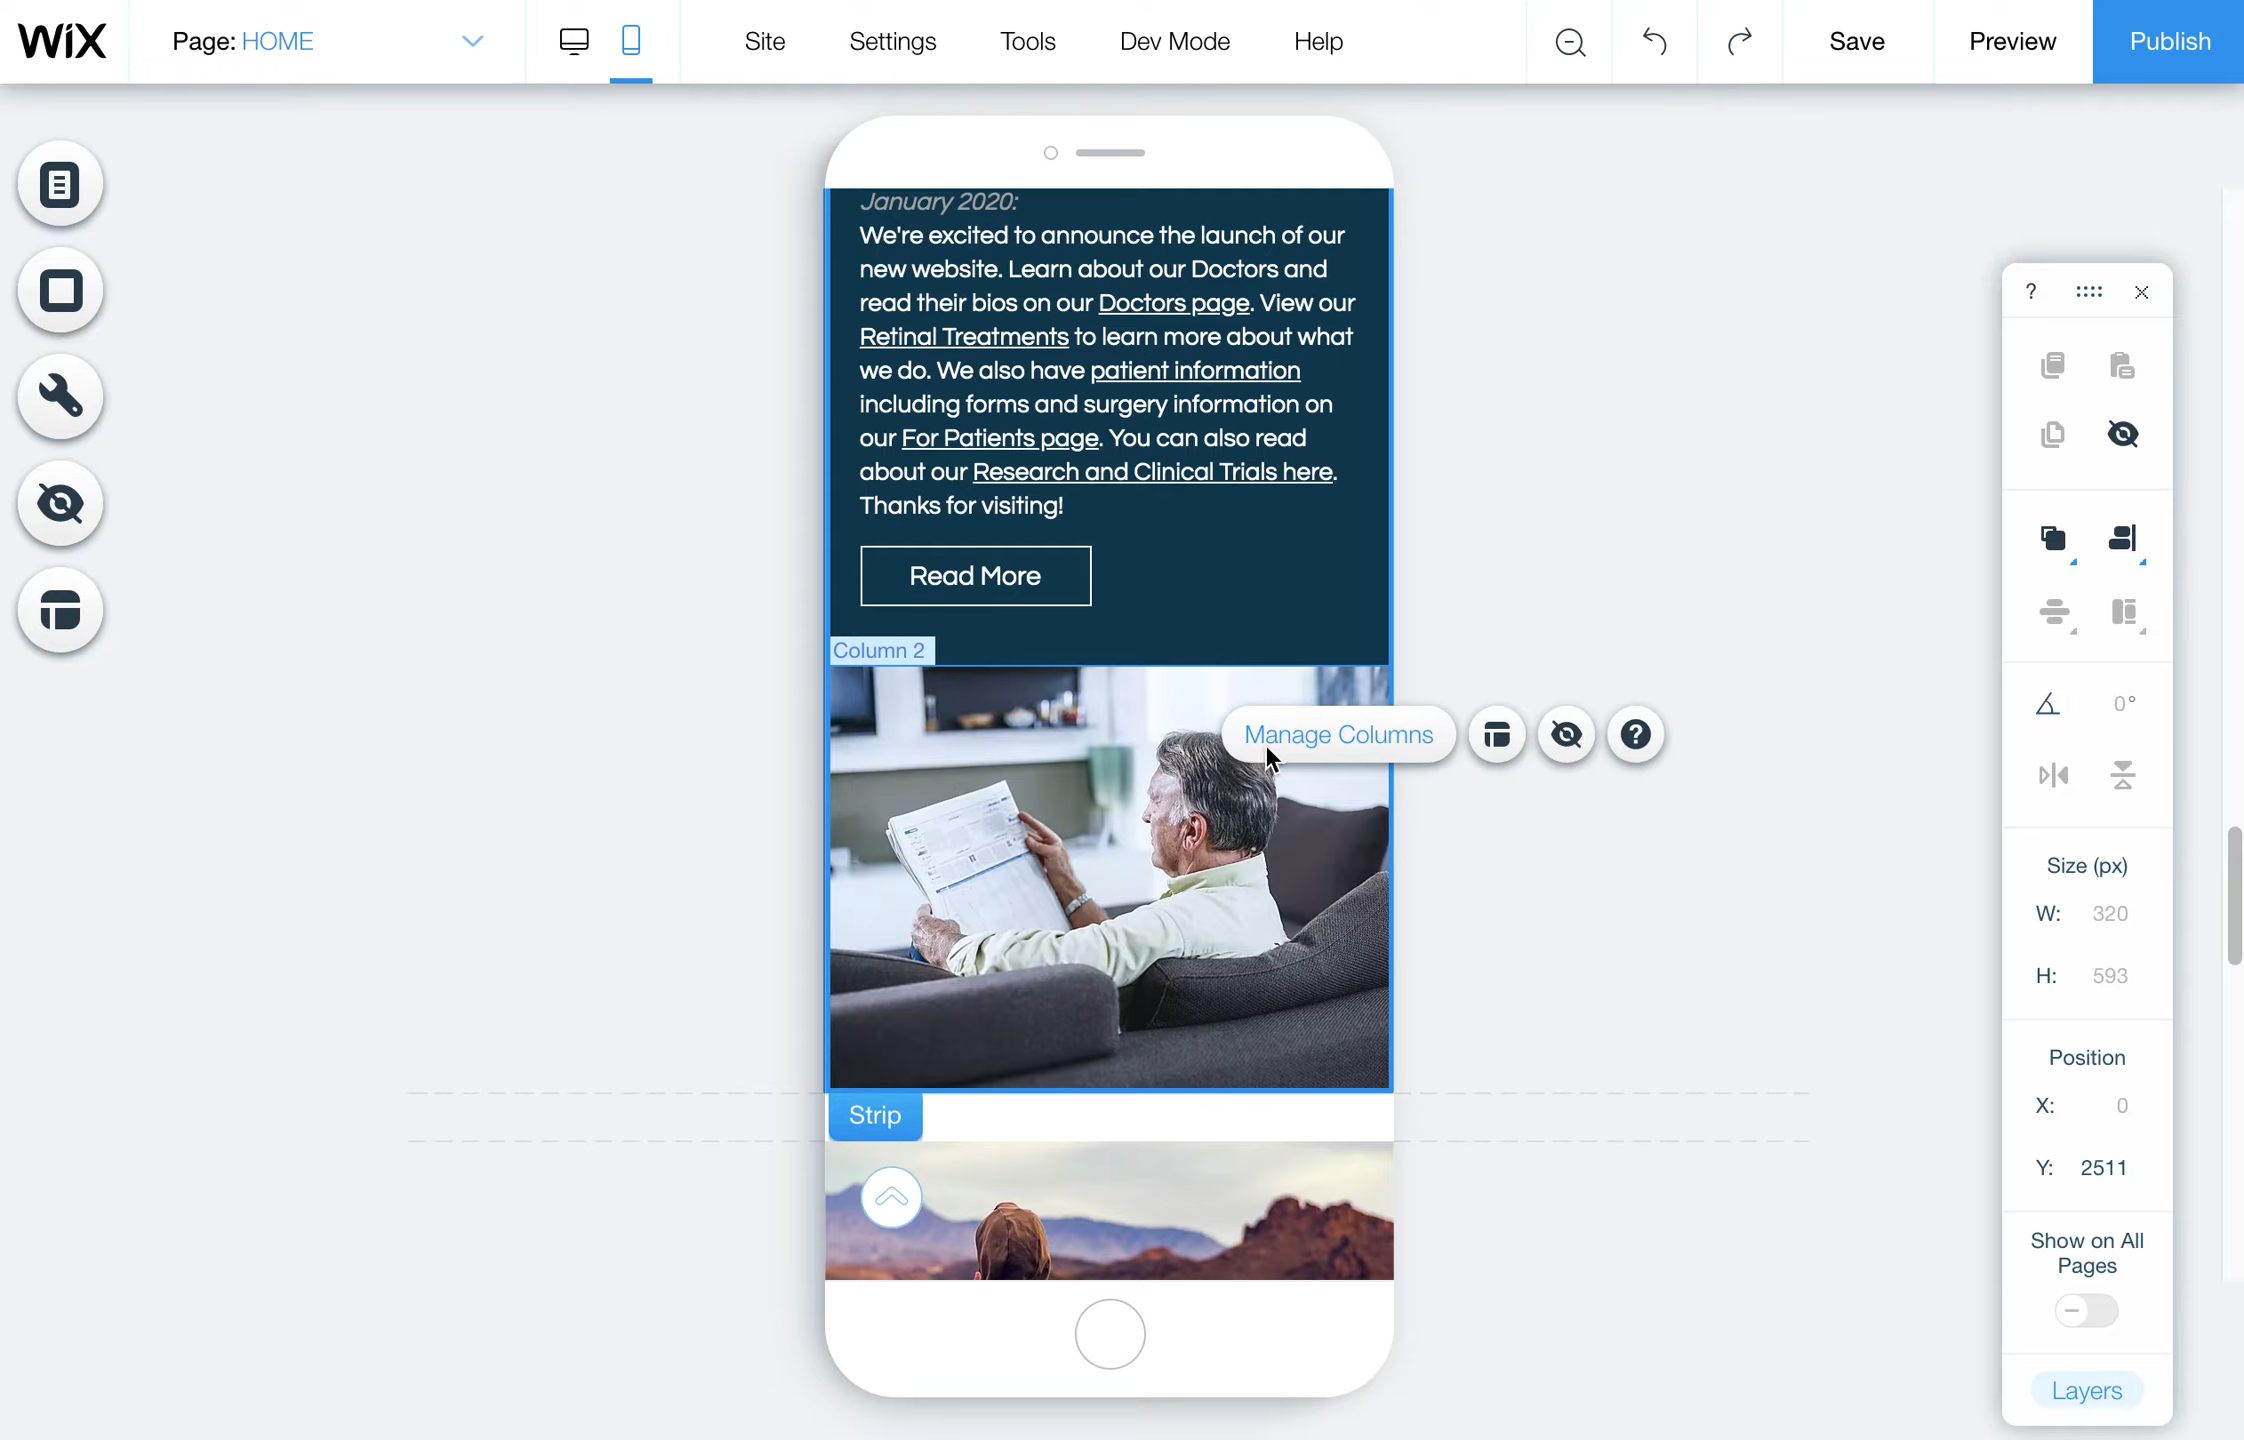 WiX
Page: HOME
Site
Settings
Tools
Dev Mode
Help
Save
Preview
Publish
January 2020:
We're excited to announce the launch of our
new website. Learn about our Doctors and
read their bios on our Doctors page. View our
Retinal Treatments to learn more about what
we do. We also have patient information
including forms and surgery information on
our For Patients page. You can also read
about our Research and Clinical Trials here.
Thanks for visiting!
Read More
Column 2
Manage Columns
?
Strip
?
0°
Size (px)
W: 320
H: 593
Position
X: 0
Y: 2511
Show on All
Pages
Layers